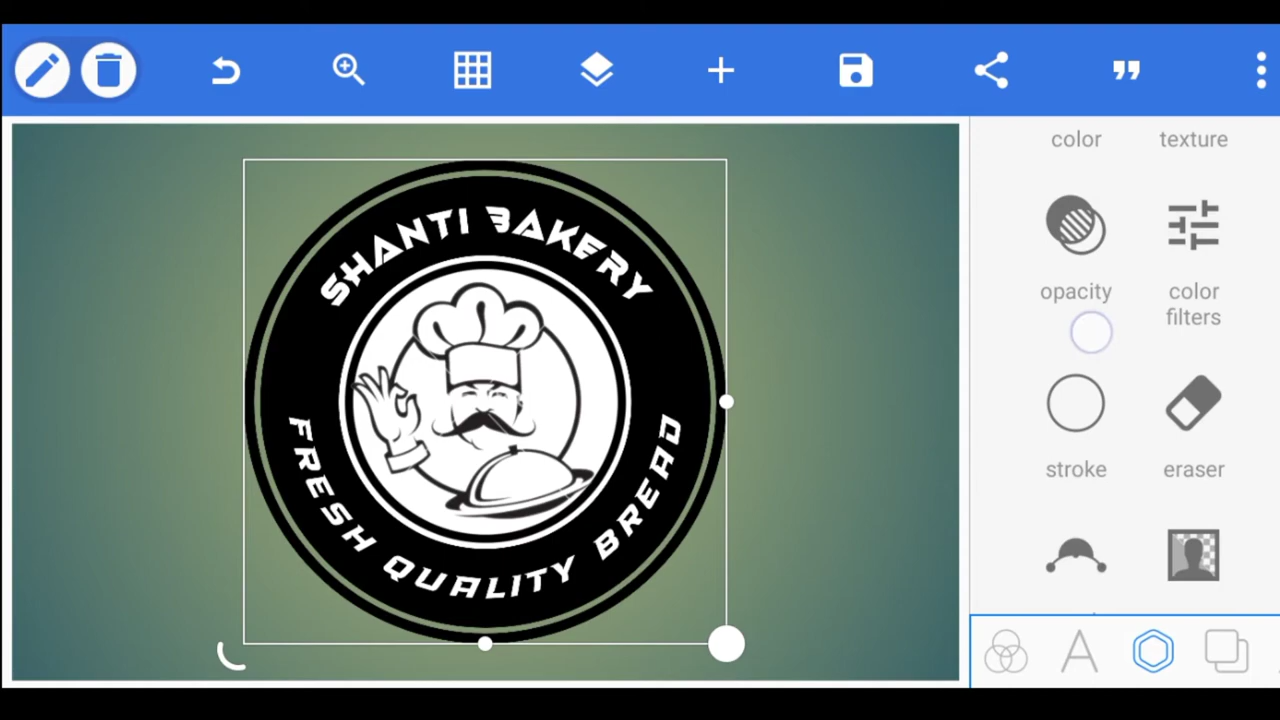 color
texture
SHANTI BAKERY
opacity
color
filters
FRESH QUALITY BREAD
stroke
eraser